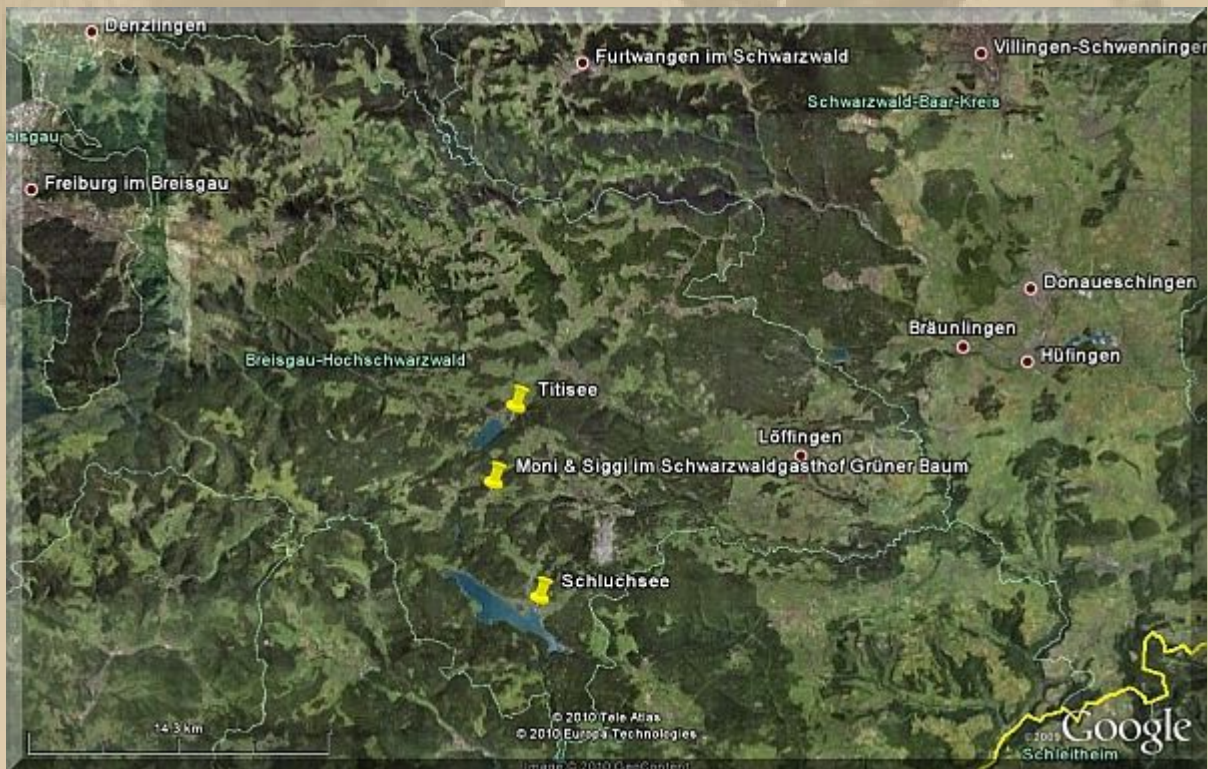 Denzlingen
Furtwangen im Schwarzwald
Villingen-Schwenningen
Schwarzwald-Baar-Kreis
eisgau
Freiburg im Breisgau
Donaueschingen
Bräunlingen
Hüfingen
Breisgau-Hochschwarzwald
Titisee
Löffingen
Moni & Siggi im Schwarzwaldgasthof Grüner Baum
Schluchsee
14.3 km
© 2010 Tele Atlas
© 2010 Europa Technologies
Image © 2010 GeoContent
©2009 Google
Schleitheim